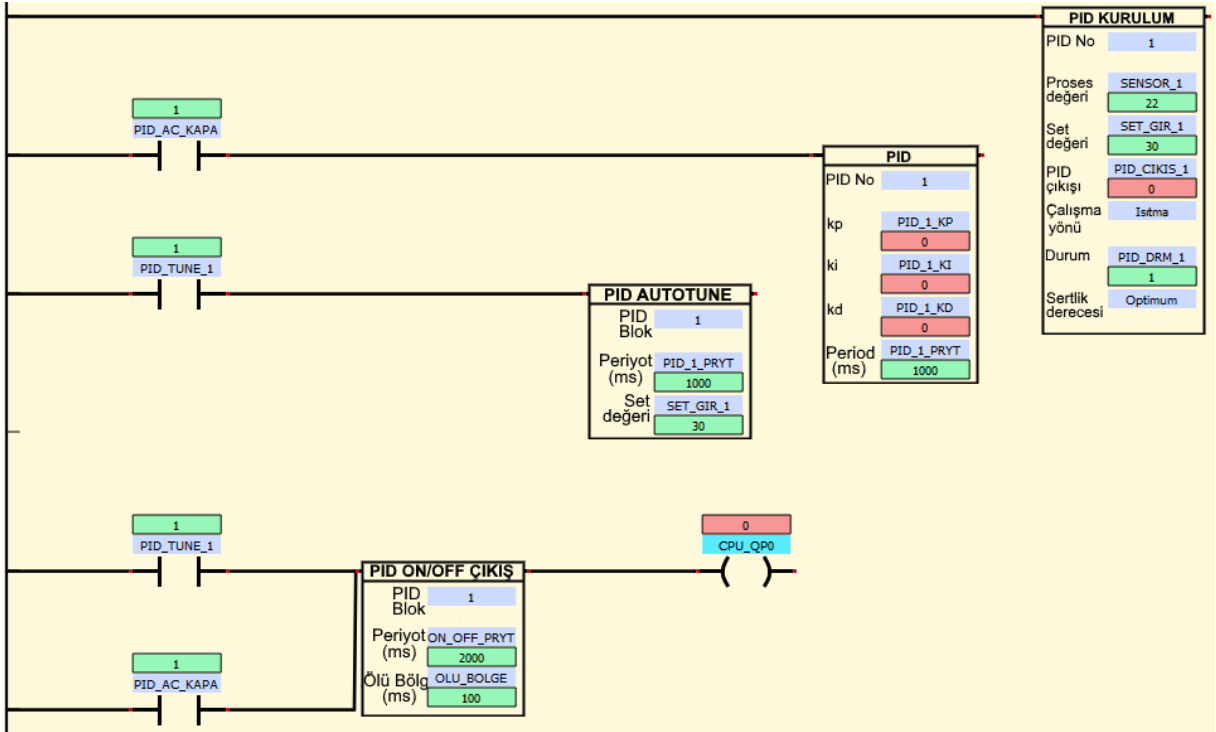 PID KURULUM
PID No 1
Proses değeri SENSOR_1
22
Set değeri SET_GIR_1
30
PID çıkışı PID_CIKIS_1
0
Çalışma yönü Isıtma
Durum PID_DRM_1
1
Sertlik derecesi Optimum
1
PID_AC_KAPA
PID
PID No 1
kp PID_1_KP
0
ki PID_1_KI
0
kd PID_1_KD
0
Period (ms) PID_1_PRYT
1000
1
PID_TUNE_1
PID AUTOTUNE
PID Blok 1
Periyot (ms) PID_1_PRYT
1000
Set değeri SET_GIR_1
30
1
PID_TUNE_1
PID ON/OFF ÇIKIŞ
PID Blok 1
Periyot (ms) ON_OFF_PRYT
2000
Ölü Bölg (ms) OLU_BOLGE
100
0
CPU_QP0
1
PID_AC_KAPA